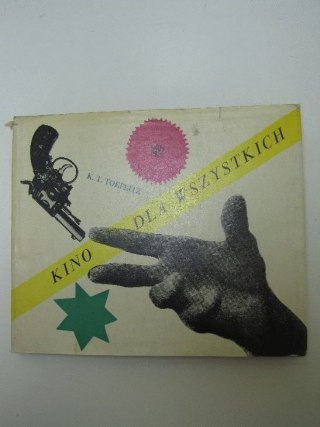 K. T. TOEPLITZ
KINO DLA WSZYSTKICH